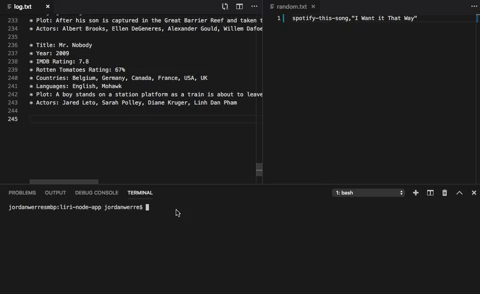 log.txt
random.txt
233 * Plot: After his son is captured in the Great Barrier Reef and taken t
234 * Actors: Albert Brooks, Ellen DeGeneres, Alexander Gould, Willem Dafoe
235
236 * Title: Mr. Nobody
237 * Year: 2009
238 * IMDB Rating: 7.8
239 * Rotten Tomatoes Rating: 67%
240 * Countries: Belgium, Germany, Canada, France, USA, UK
241 * Languages: English, Mohawk
242 * Plot: A boy stands on a station platform as a train is about to leave
243 * Actors: Jared Leto, Sarah Polley, Diane Kruger, Linh Dan Pham
244
245
1 spotify-this-song,"I Want it That Way"
PROBLEMS OUTPUT DEBUG CONSOLE TERMINAL 1: bash
jordanwerresmbp:liri-node-app jordanwerre$